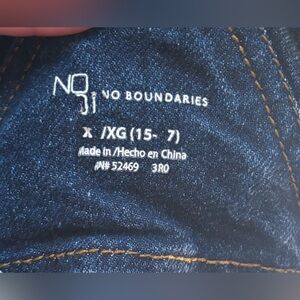 NO
NO BOUNDARIES
X /XG (15- 7)
Made in /Hecho en China
N# 52469 3R0